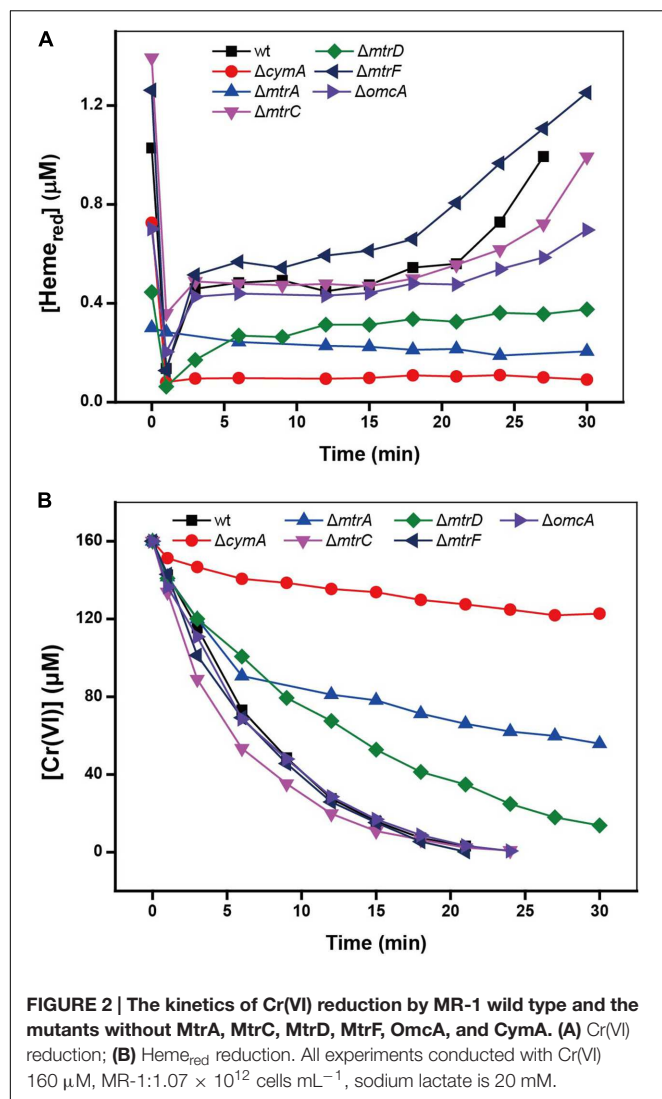 A
wt
ΔcymA
ΔmtrA
ΔmtrC
ΔmtrD
ΔmtrF
ΔomcA
[Heme_red] (μM)
1.2
0.8
0.4
0.0
0 5 10 15 20 25 30
Time (min)
B
wt ΔmtrA ΔmtrD ΔomcA
ΔcymA ΔmtrC ΔmtrF
[Cr(VI)] (μM)
160
120
80
40
0
0 5 10 15 20 25 30
Time (min)
FIGURE 2 | The kinetics of Cr(VI) reduction by MR-1 wild type and the
mutants without MtrA, MtrC, MtrD, MtrF, OmcA, and CymA. (A) Cr(VI)
reduction; (B) Heme_red reduction. All experiments conducted with Cr(VI)
160 μM, MR-1:1.07 × 10¹² cells mL⁻¹, sodium lactate is 20 mM.